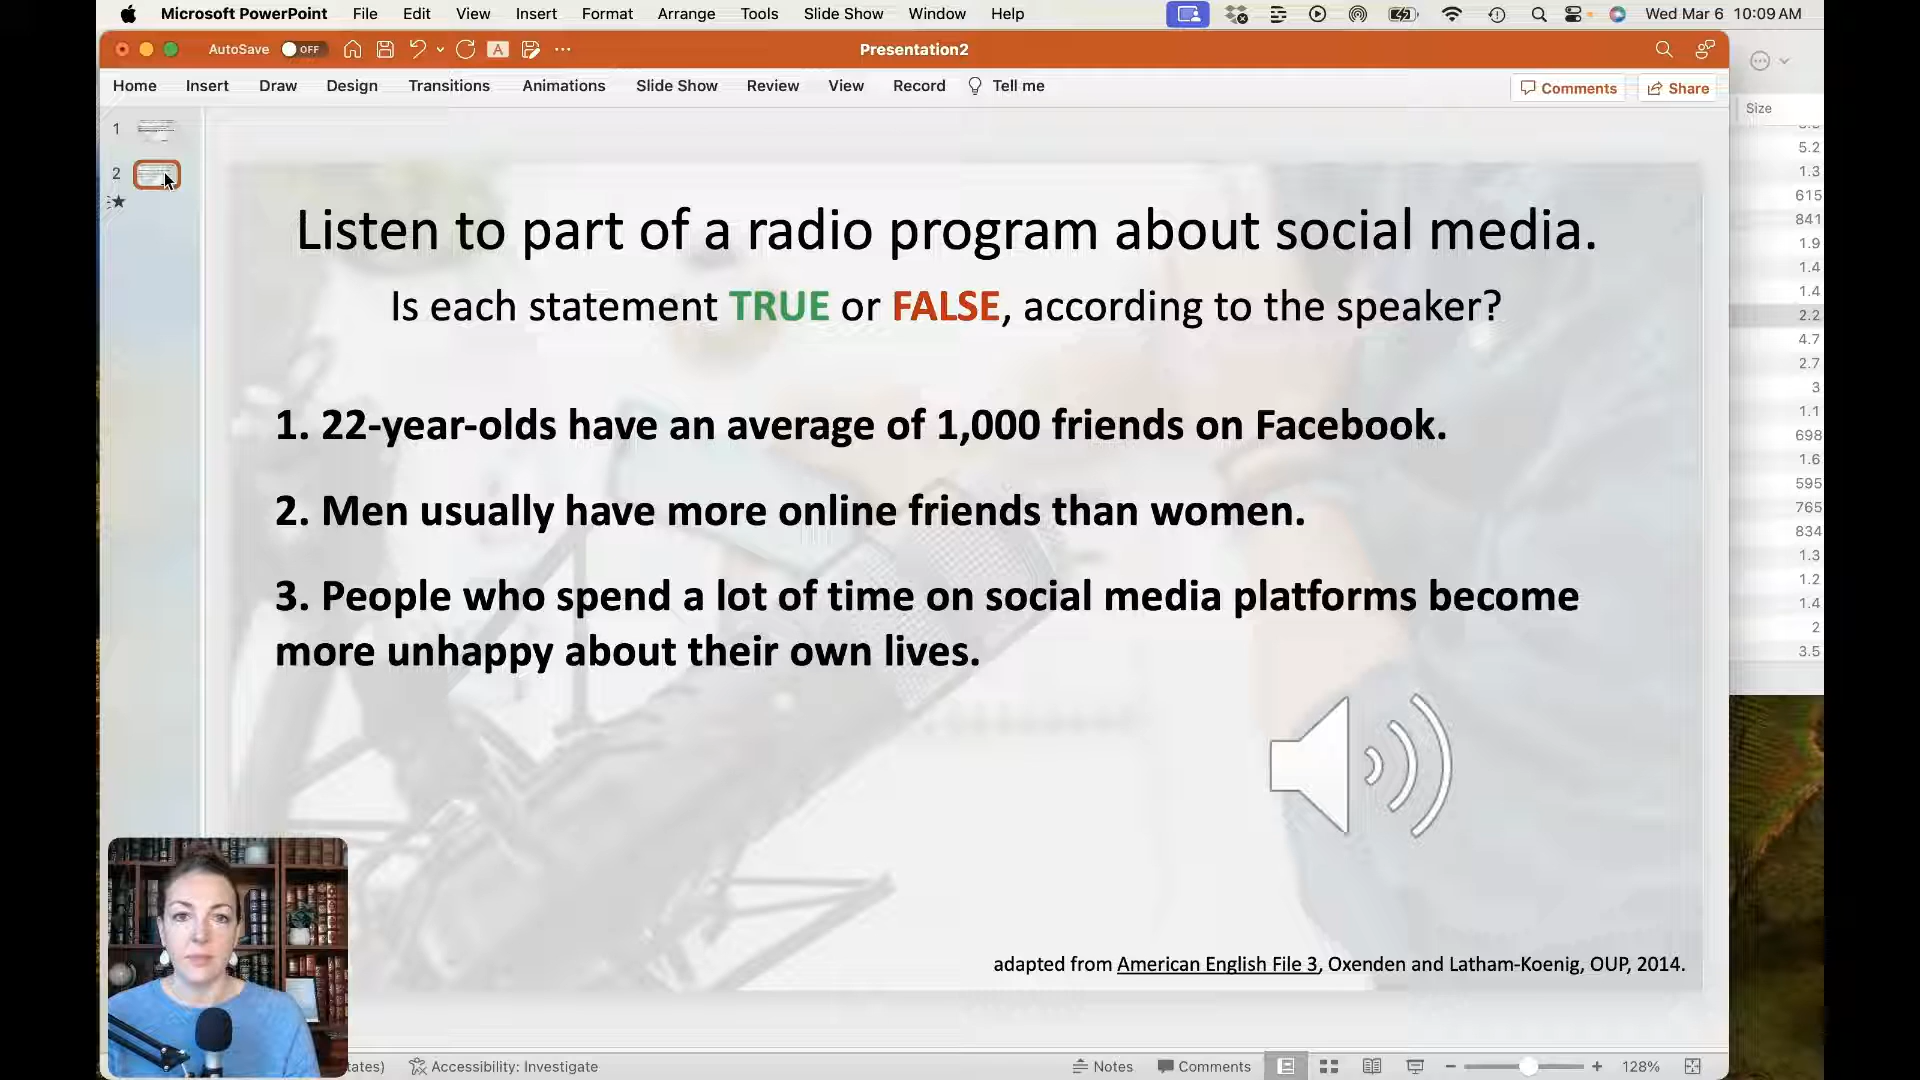 Microsoft PowerPoint File Edit View Insert Format Arrange Tools Slide Show Window Help Wed Mar 6 10:09 AM
AutoSave OFF A Presentation2
Home Insert Draw Design Transitions Animations Slide Show Review View Record Tell me Comments Share
Size
1
2
5.2
1.3
615
841
1.9
1.4
1.4
2.2
4.7
2.7
3
1.1
698
1.6
595
765
834
1.3
1.2
1.4
2
3.5
Listen to part of a radio program about social media.
Is each statement TRUE or FALSE, according to the speaker?
1. 22-year-olds have an average of 1,000 friends on Facebook.
2. Men usually have more online friends than women.
3. People who spend a lot of time on social media platforms become
more unhappy about their own lives.
adapted from American English File 3, Oxenden and Latham-Koenig, OUP, 2014.
tates) Accessibility: Investigate Notes Comments 128%